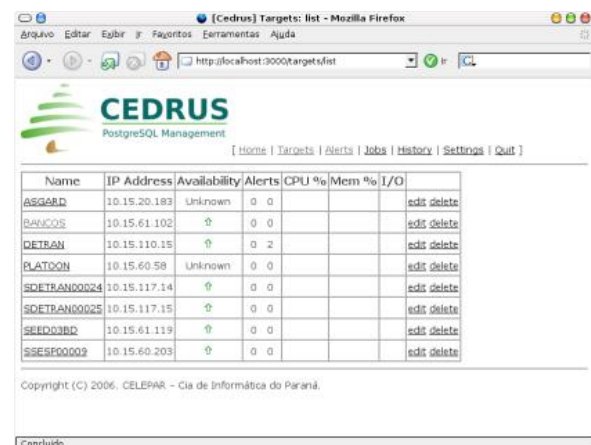 [Cedrus] Targets: list - Mozilla Firefox
Arquivo Editar Exibir Ir Favoritos Ferramentas Ajuda
http://localhost:3000/targets/list Ir
CEDRUS
PostgreSQL Management
[ Home | Targets | Alerts | Jobs | History | Settings | Quit ]
Name IP Address Availability Alerts CPU % Mem % I/O
ASGARD 10.15.20.183 Unknown 0 0 edit delete
BANCOS 10.15.61.102 0 0 edit delete
DETRAN 10.15.110.15 0 2 edit delete
PLATOON 10.15.60.58 Unknown 0 0 edit delete
SDETRAN00024 10.15.117.14 0 0 edit delete
SDETRAN00025 10.15.117.15 0 0 edit delete
SEED03BD 10.15.61.119 0 0 edit delete
SSESP00009 10.15.60.203 0 0 edit delete
Copyright (C) 2006. CELEPAR - Cia de Informática do Paraná.
Concluído